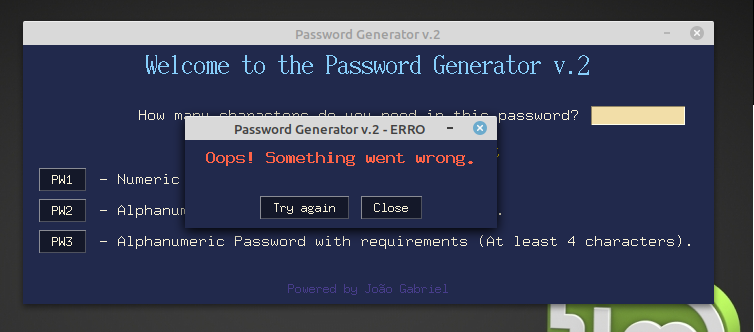 Password Generator v.2
Welcome to the Password Generator v.2
How many characters do you need in this password?
Password Generator v.2 - ERRO
Oops! Something went wrong.
PW1 - Numeric
PW2 - Alphanum
Try again Close
PW3 - Alphanumeric Password with requirements (At least 4 characters).
Powered by João Gabriel